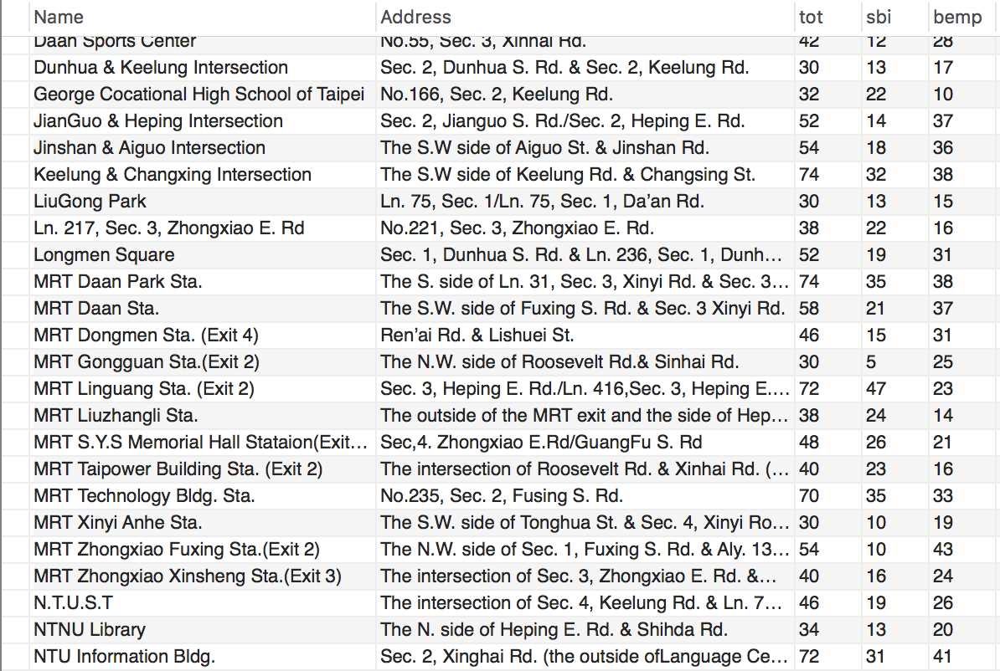 Name Address tot sbi bemp
Daan Sports Center No.55, Sec. 3, Xinhai Rd. 42 12 28
Dunhua & Keelung Intersection Sec. 2, Dunhua S. Rd. & Sec. 2, Keelung Rd. 30 13 17
George Cocational High School of Taipei No.166, Sec. 2, Keelung Rd. 32 22 10
JianGuo & Heping Intersection Sec. 2, Jianguo S. Rd./Sec. 2, Heping E. Rd. 52 14 37
Jinshan & Aiguo Intersection The S.W side of Aiguo St. & Jinshan Rd. 54 18 36
Keelung & Changxing Intersection The S.W side of Keelung Rd. & Changsing St. 74 32 38
LiuGong Park Ln. 75, Sec. 1/Ln. 75, Sec. 1, Da’an Rd. 30 13 15
Ln. 217, Sec. 3, Zhongxiao E. Rd No.221, Sec. 3, Zhongxiao E. Rd. 38 22 16
Longmen Square Sec. 1, Dunhua S. Rd. & Ln. 236, Sec. 1, Dunh… 52 19 31
MRT Daan Park Sta. The S. side of Ln. 31, Sec. 3, Xinyi Rd. & Sec. 3… 74 35 38
MRT Daan Sta. The S.W. side of Fuxing S. Rd. & Sec. 3 Xinyi Rd. 58 21 37
MRT Dongmen Sta. (Exit 4) Ren’ai Rd. & Lishuei St. 46 15 31
MRT Gongguan Sta.(Exit 2) The N.W. side of Roosevelt Rd.& Sinhai Rd. 30 5 25
MRT Linguang Sta. (Exit 2) Sec. 3, Heping E. Rd./Ln. 416,Sec. 3, Heping E.… 72 47 23
MRT Liuzhangli Sta. The outside of the MRT exit and the side of Hep… 38 24 14
MRT S.Y.S Memorial Hall Stataion(Exit… Sec,4. Zhongxiao E.Rd/GuangFu S. Rd 48 26 21
MRT Taipower Building Sta. (Exit 2) The intersection of Roosevelt Rd. & Xinhai Rd. (… 40 23 16
MRT Technology Bldg. Sta. No.235, Sec. 2, Fusing S. Rd. 70 35 33
MRT Xinyi Anhe Sta. The S.W. side of Tonghua St. & Sec. 4, Xinyi Ro… 30 10 19
MRT Zhongxiao Fuxing Sta.(Exit 2) The N.W. side of Sec. 1, Fuxing S. Rd. & Aly. 13… 54 10 43
MRT Zhongxiao Xinsheng Sta.(Exit 3) The intersection of Sec. 3, Zhongxiao E. Rd. &… 40 16 24
N.T.U.S.T The intersection of Sec. 4, Keelung Rd. & Ln. 7… 46 19 26
NTNU Library The N. side of Heping E. Rd. & Shihda Rd. 34 13 20
NTU Information Bldg. Sec. 2, Xinghai Rd. (the outside ofLanguage Ce… 72 31 41